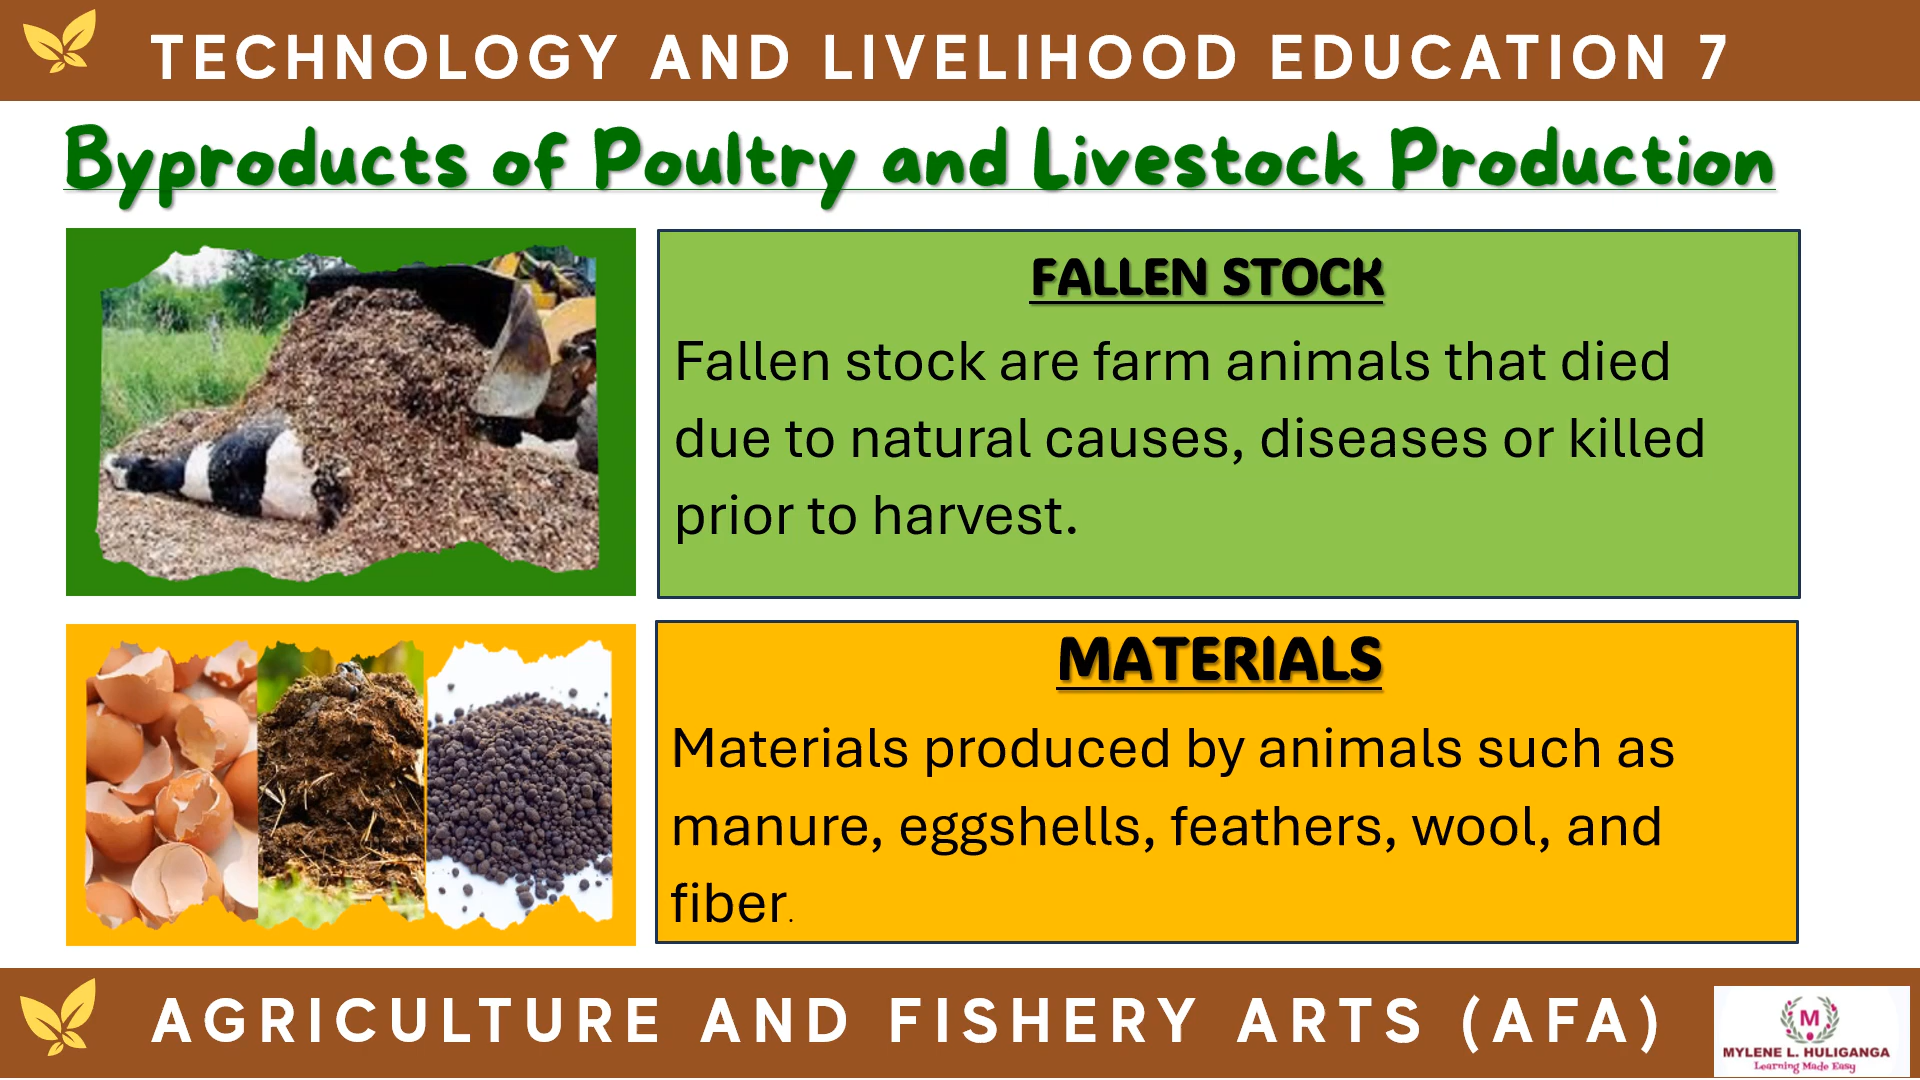 TECHNOLOGY AND LIVELIHOOD EDUCATION 7
Byproducts of Poultry and Livestock Production
FALLEN STOCK
Fallen stock are farm animals that died
due to natural causes, diseases or killed
prior to harvest.
MATERIALS
Materials produced by animals such as
manure, eggshells, feathers, wool, and
fiber.
AGRICULTURE AND FISHERY ARTS (AFA)
M
MYLENE L. HULIGANGA
Learning Made Easy